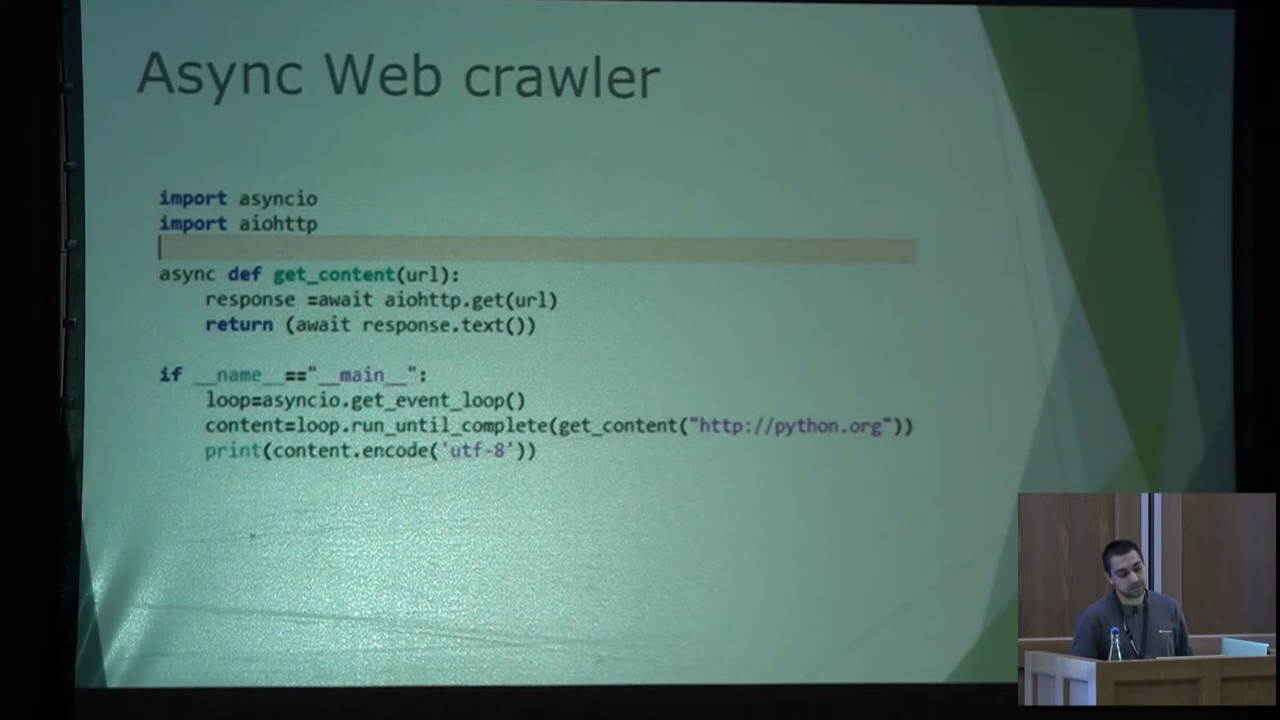 Async Web crawler
import asyncio
import aiohttp
async def get_content(url):
response =await aiohttp.get(url)
return (await response.text())
if __name__=="__main__":
loop=asyncio.get_event_loop()
content=loop.run_until_complete(get_content("http://python.org"))
print(content.encode('utf-8'))